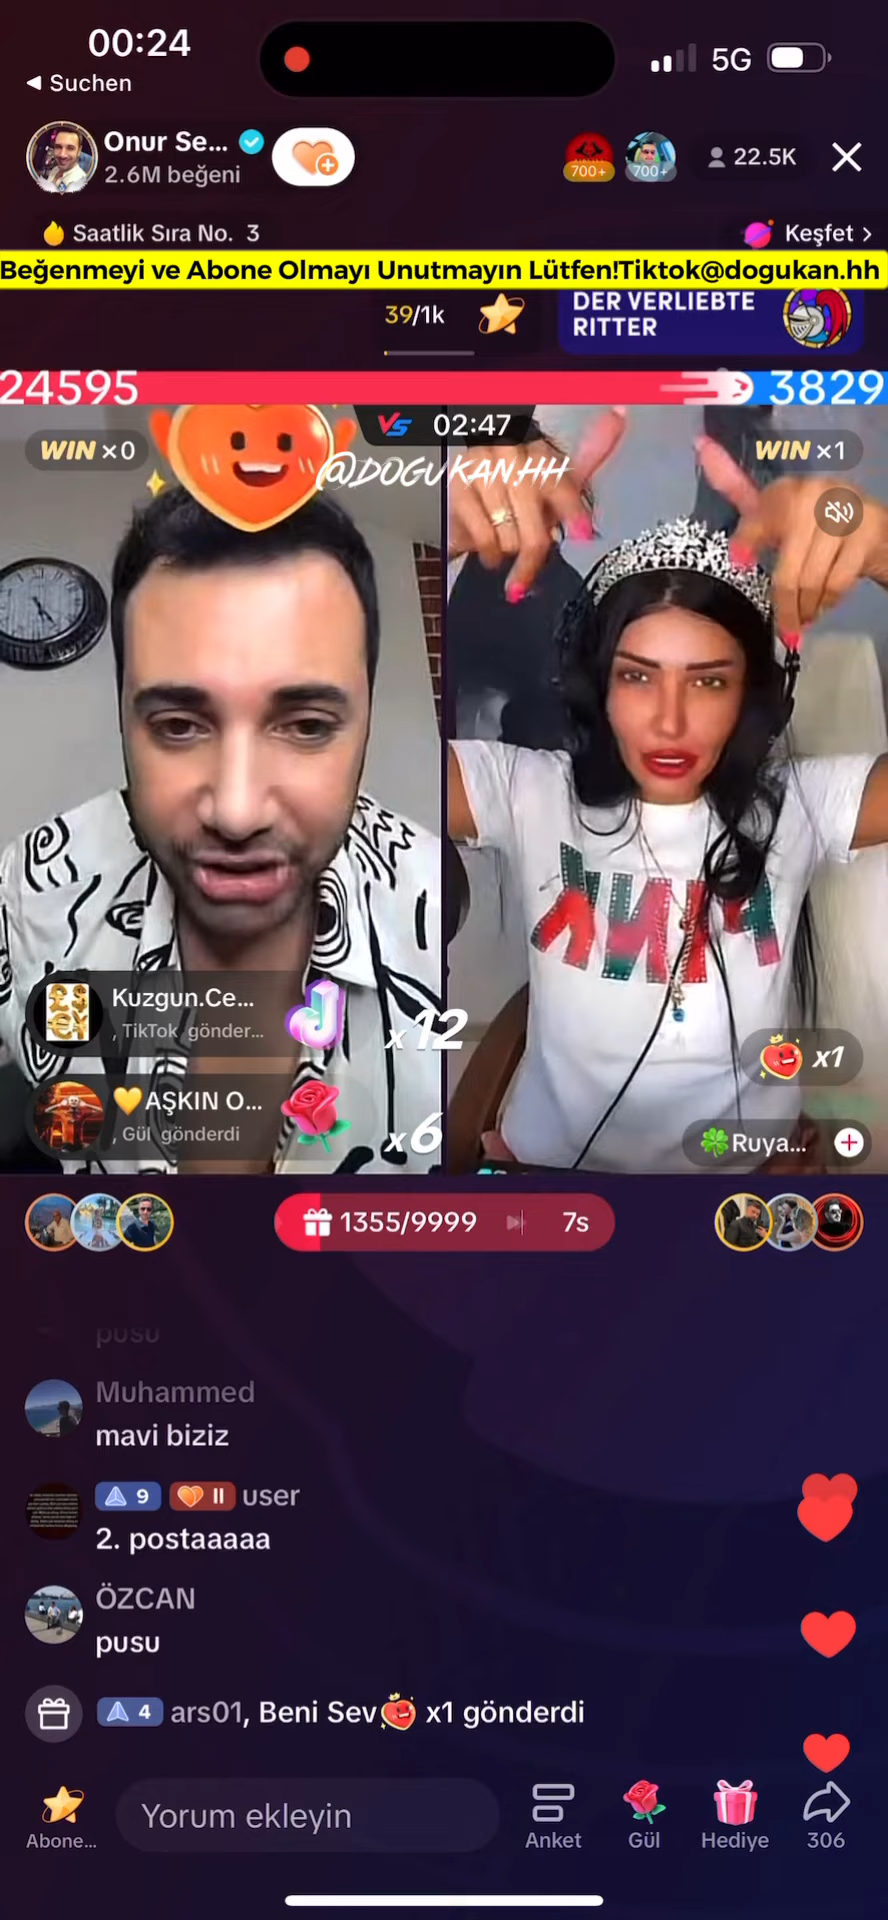 00:24
5G
◀ Suchen
Onur Se...
2.6M beğeni
700+
700+
22.5K
Saatlik Sıra No. 3
Keşfet >
Beğenmeyi ve Abone Olmayı Unutmayın Lütfen!Tiktok@dogukan.hh
39/1k
DER VERLIEBTE
RITTER
24595
3829
WIN x0
VS 02:47
WIN x1
@DOGUKAN.HH
Kuzgun.Ce...
, TikTok gönder...
x12
💛AŞKIN O...
, Gül gönderdi
x6
x1
🍀Ruya...
1355/9999
7s
pusu
Muhammed
mavi biziz
9 II user
2. postaaaaa
ÖZCAN
pusu
4 ars01, Beni Sev x1 gönderdi
Abone...
Yorum ekleyin
Anket
Gül
Hediye
306